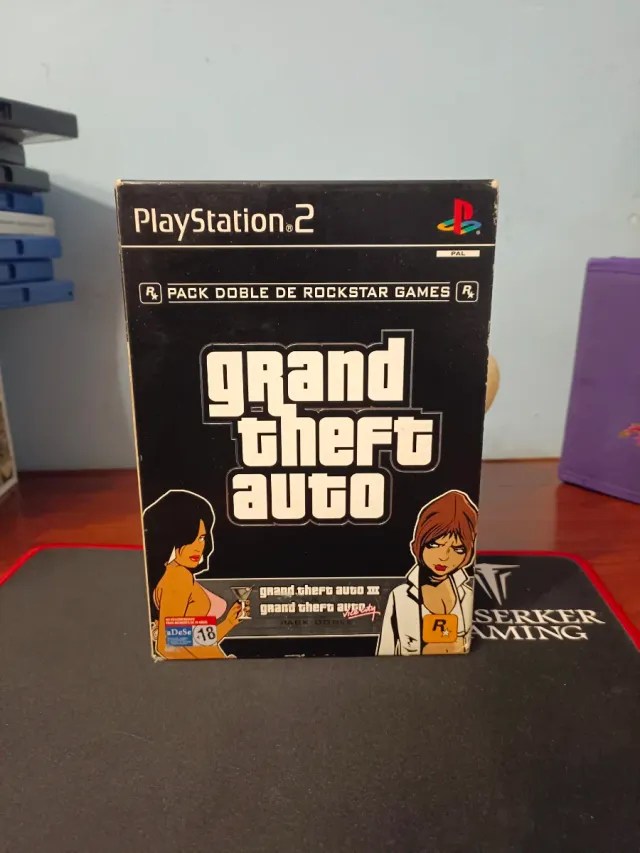 PlayStation.2
PAL
PACK DOBLE DE ROCKSTAR GAMES
grand
theft
auto
grand theft auto III
grand theft auto Vice City
PACK DOBLE
aDeSe
-18
SERKER
AMING